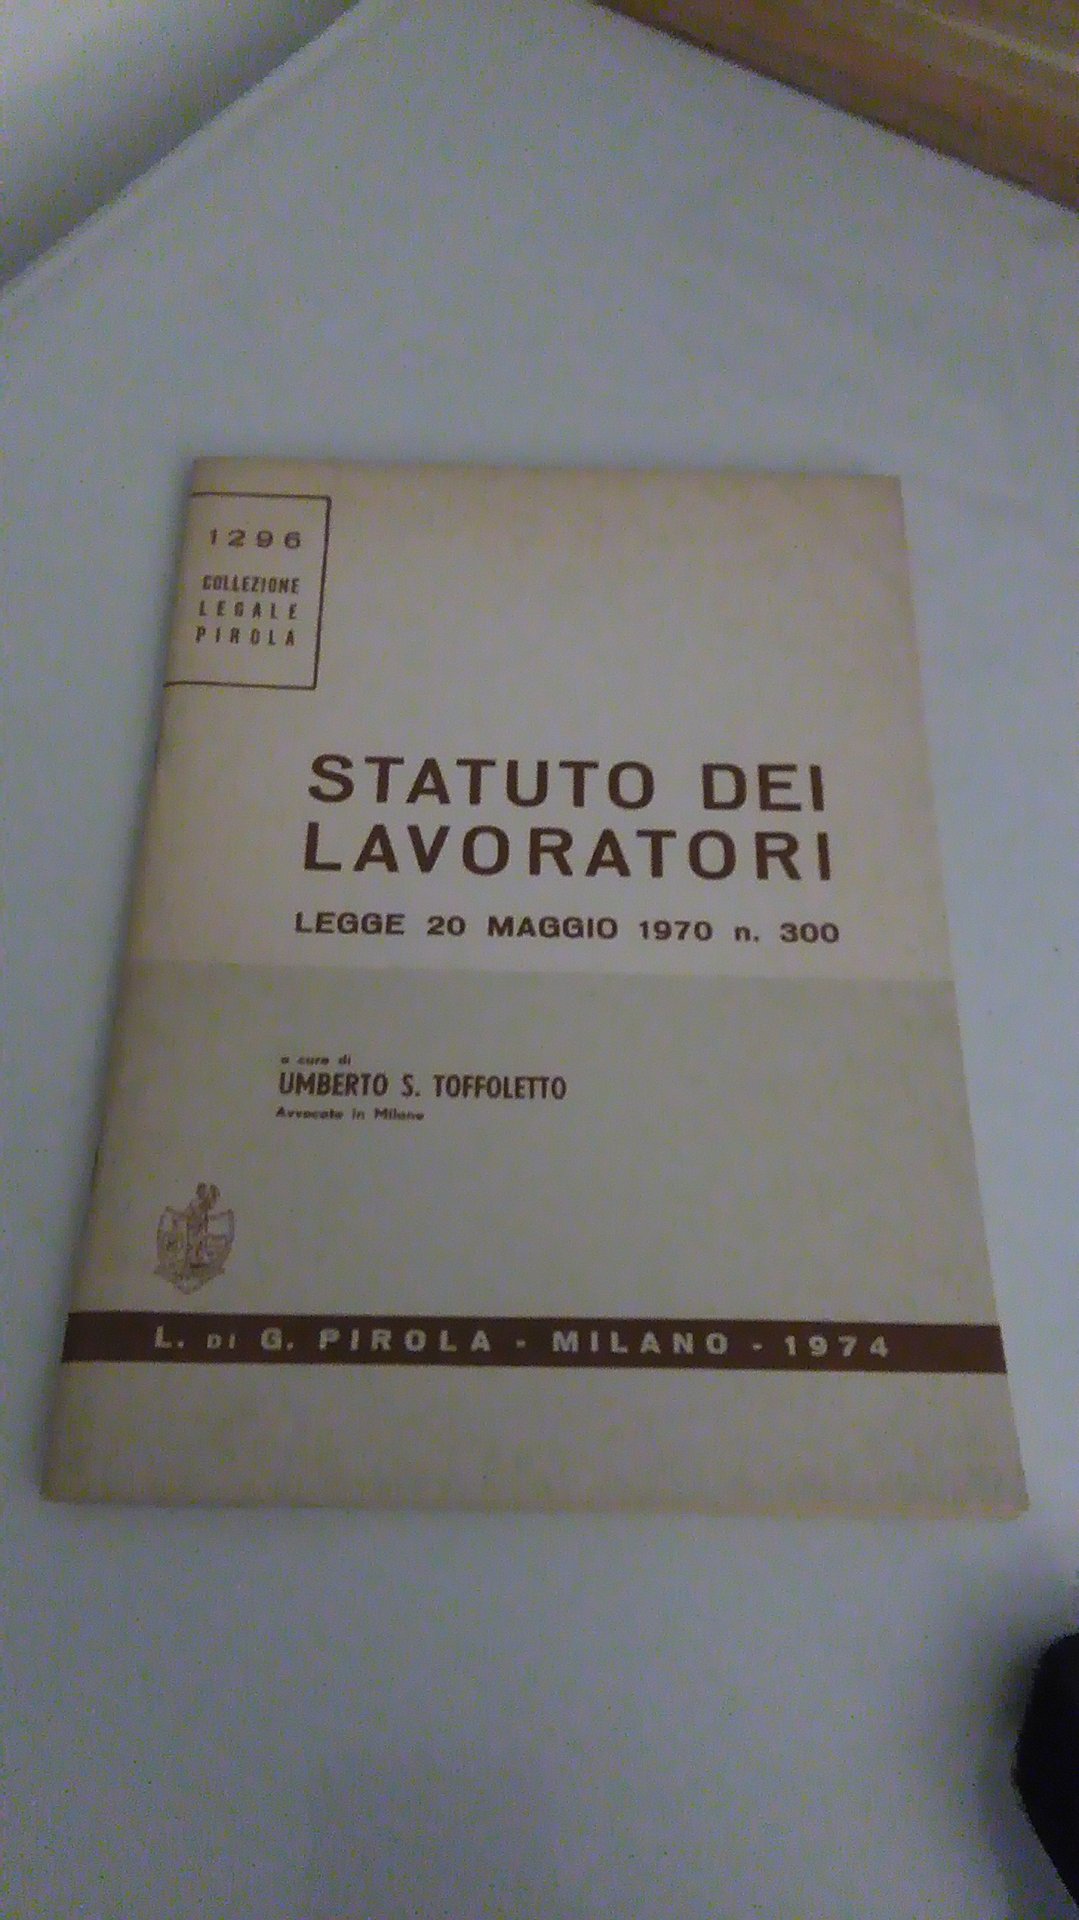 1296
COLLEZIONE
LEGALE
PIROLA
STATUTO DEI
LAVORATORI
LEGGE 20 MAGGIO 1970 n. 300
a cura di
UMBERTO S. TOFFOLETTO
Avvocato in Milano
L. DI G. PIROLA - MILANO - 1974